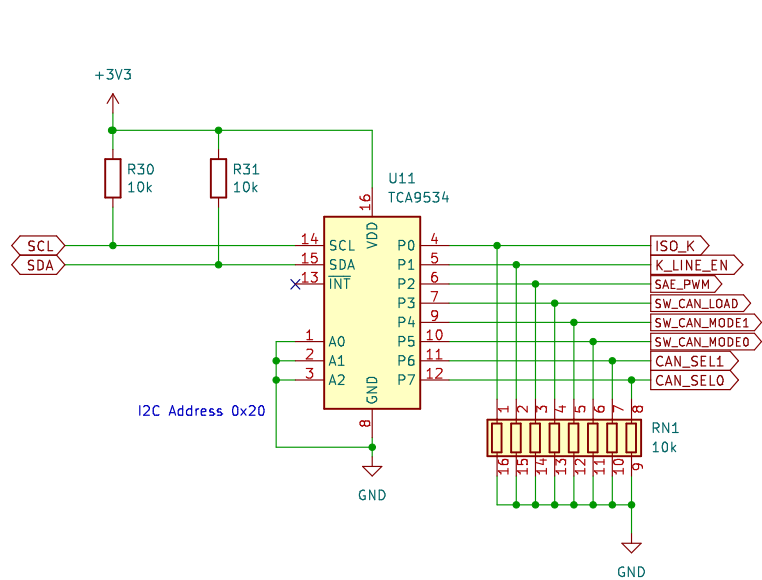 +3V3
R30
10k
R31
10k
U11
TCA9534
16
VDD
SCL
14
SCL
P0
4
ISO_K
SDA
15
SDA
P1
5
K_LINE_EN
13
INT
P2
6
SAE_PWM
P3
7
SW_CAN_LOAD
P4
9
SW_CAN_MODE1
1
A0
P5
10
SW_CAN_MODE0
2
A1
P6
11
CAN_SEL1
3
A2
P7
12
CAN_SEL0
GND
8
I2C Address 0x20
GND
1
2
3
4
5
6
7
8
RN1
10k
16
15
14
13
12
11
10
9
GND